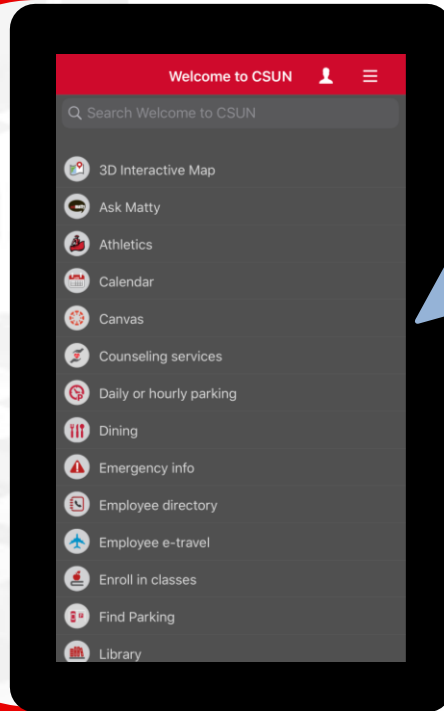 Welcome to CSUN
Search Welcome to CSUN
3D Interactive Map
Ask Matty
Athletics
Calendar
Canvas
Counseling services
Daily or hourly parking
Dining
Emergency info
Employee directory
Employee e-travel
Enroll in classes
Find Parking
Library